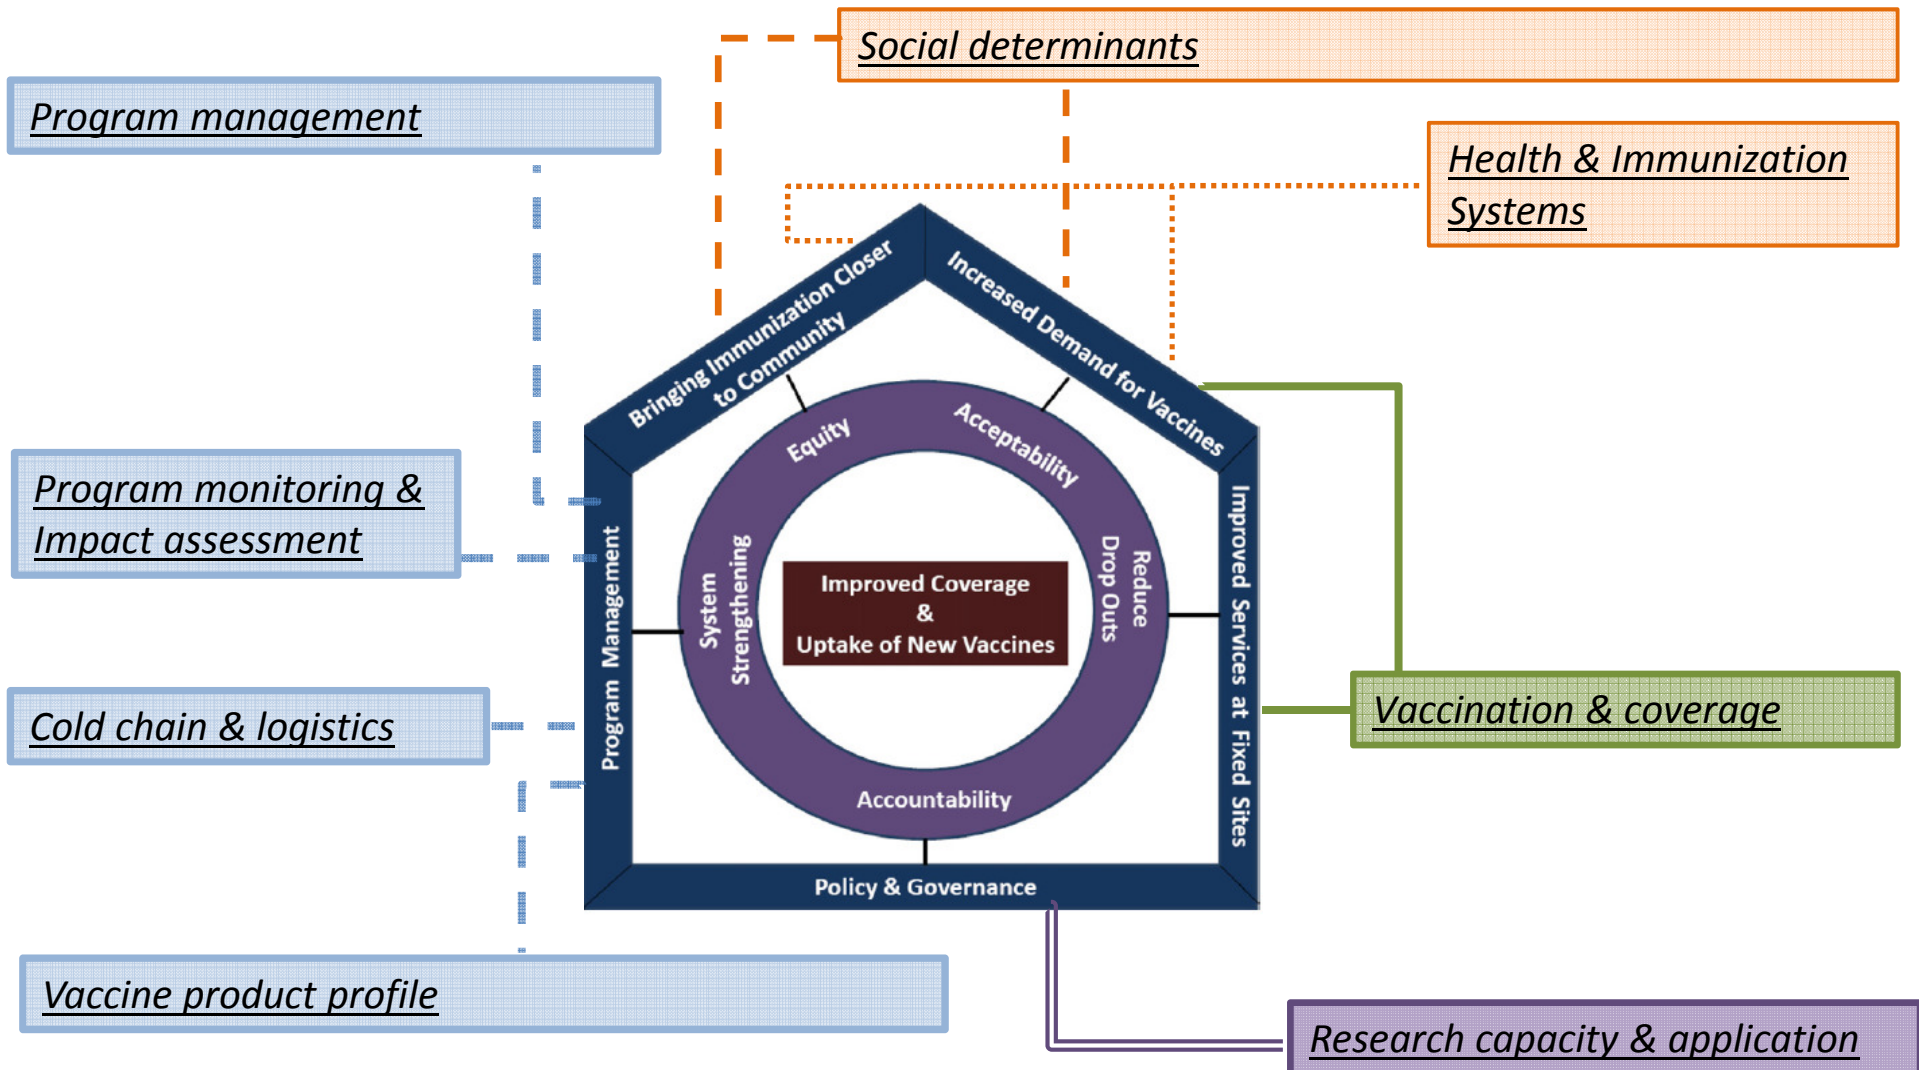 Social determinants
Program management
Health & Immunization
Systems
Bringing Immunization Closer
to Community
Increased Demand for Vaccines
Equity
Acceptability
Program monitoring &
Impact assessment
Program Management
System
Strengthening
Improved Coverage
&
Uptake of New Vaccines
Reduce
Drop Outs
Improved Services at Fixed Sites
Cold chain & logistics
Vaccination & coverage
Accountability
Policy & Governance
Vaccine product profile
Research capacity & application